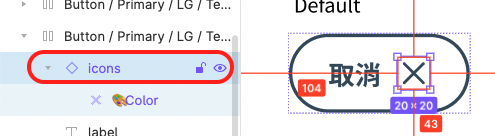 Button / Primary / LG / Te...
Button / Primary / LG / Te...
icons
🎨Color
label
Default
取消
104
20 × 20
43